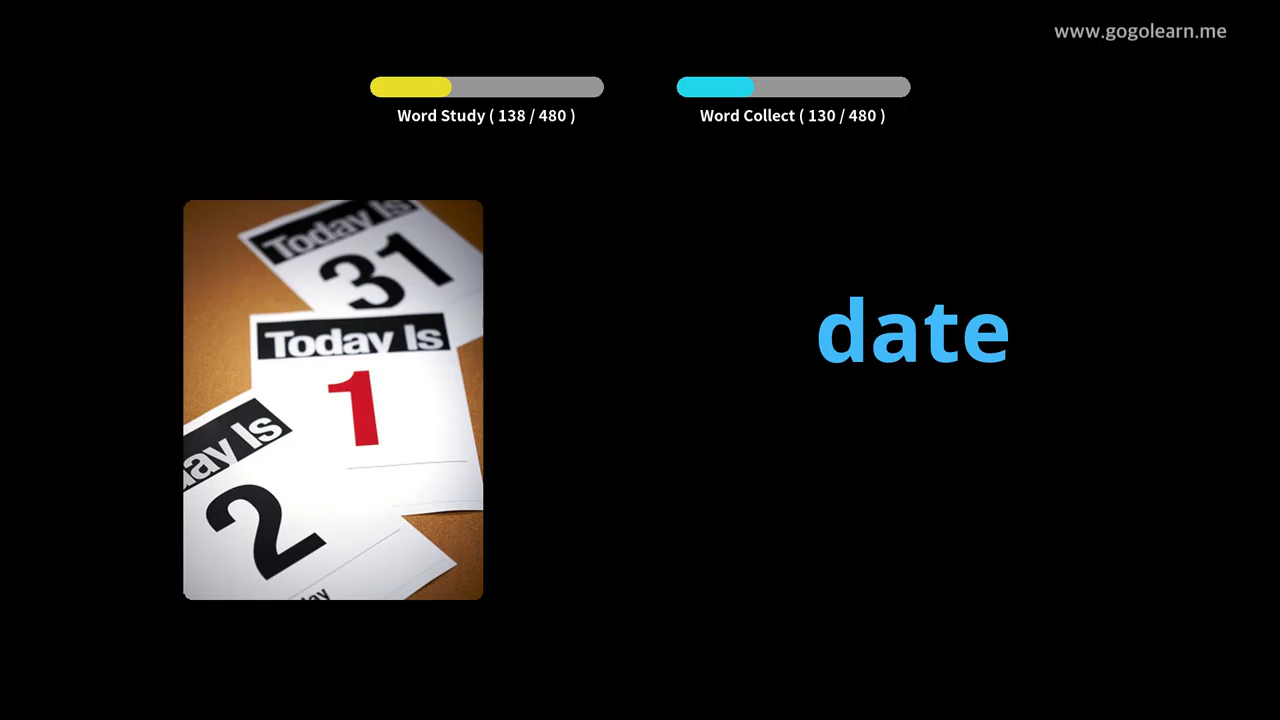 www.gogolearn.me
Word Study ( 138 / 480 )
Word Collect ( 130 / 480 )
Today Is
31
Today Is
1
ay Is
2
day
date